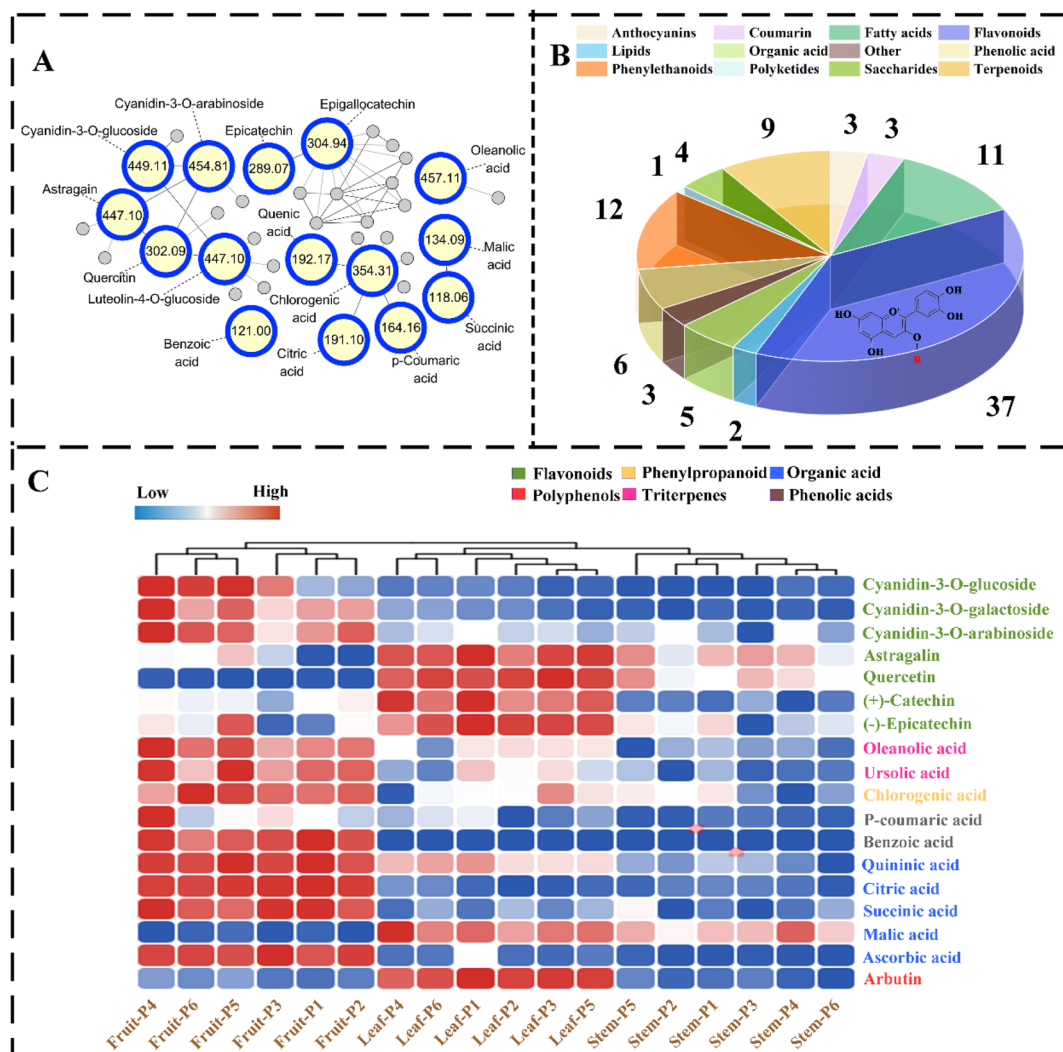 A
Cyanidin-3-O-arabinoside
Epigallocatechin
Cyanidin-3-O-glucoside
Epicatechin
Oleanolic
acid
304.94
449.11
454.81
289.07
457.11
Astragain
447.10
Quenic
acid
134.09
Malic
acid
302.09
447.10
192.17
354.31
Quercitin
Luteolin-4-O-glucoside
Chlorogenic
acid
118.06
Succinic
acid
121.00
Benzoic
acid
191.10
164.16
Citric
acid
p-Coumaric
acid
B
Anthocyanins
Coumarin
Fatty acids
Flavonoids
Lipids
Organic acid
Other
Phenolic acid
Phenylethanoids
Polyketides
Saccharides
Terpenoids
9
3
3
11
4
1
12
6
3
5
2
37
HO
O⁺
OH
OH
OH
O
R
C
Low
High
Flavonoids
Phenylpropanoid
Organic acid
Polyphenols
Triterpenes
Phenolic acids
Cyanidin-3-O-glucoside
Cyanidin-3-O-galactoside
Cyanidin-3-O-arabinoside
Astragalin
Quercetin
(+)-Catechin
(-)-Epicatechin
Oleanolic acid
Ursolic acid
Chlorogenic acid
P-coumaric acid
Benzoic acid
Quininic acid
Citric acid
Succinic acid
Malic acid
Ascorbic acid
Arbutin
Fruit-P4
Fruit-P6
Fruit-P5
Fruit-P3
Fruit-P1
Fruit-P2
Leaf-P4
Leaf-P6
Leaf-P1
Leaf-P2
Leaf-P3
Leaf-P5
Stem-P5
Stem-P2
Stem-P1
Stem-P3
Stem-P4
Stem-P6